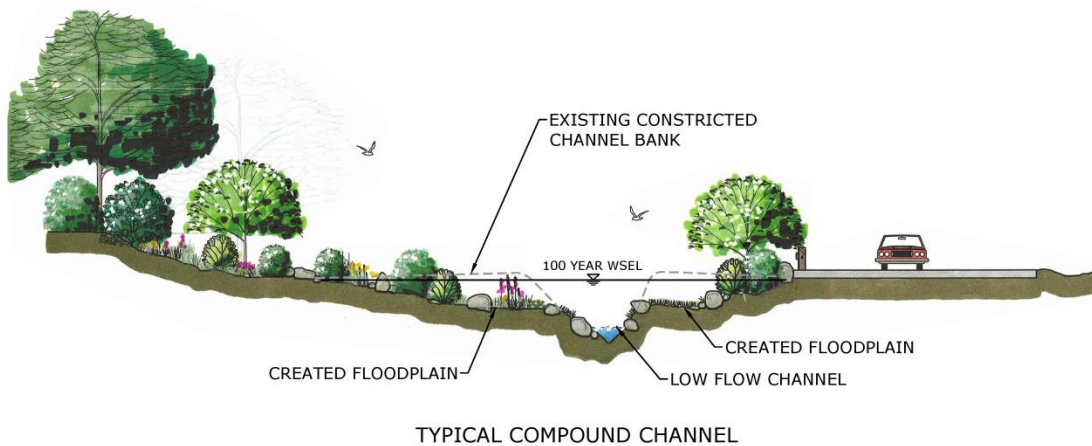 EXISTING CONSTRICTED
CHANNEL BANK
100 YEAR WSEL
CREATED FLOODPLAIN
CREATED FLOODPLAIN
LOW FLOW CHANNEL
TYPICAL COMPOUND CHANNEL